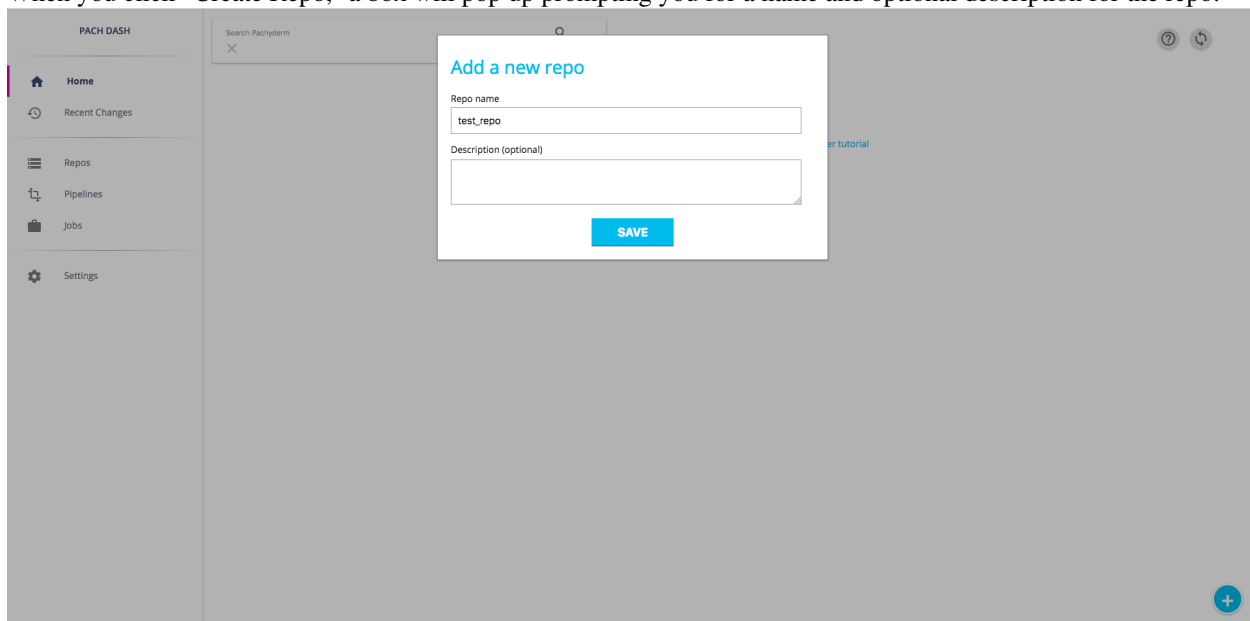 When you click “Create Repo,” a box will pop up prompting you for a name and optional description for the repo:
PACH DASH
Home
Recent Changes
Repos
Pipelines
Jobs
Settings
Search Pachyderm
Add a new repo
Repo name
test_repo
Description (optional)
SAVE
tutorial